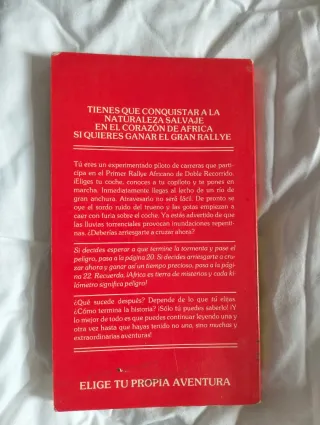 TIENES QUE CONQUISTAR A LA
NATURALEZA SALVAJE
EN EL CORAZÓN DE AFRICA
SI QUIERES GANAR EL GRAN RALLYE
Tú eres un experimentado piloto de carreras que parti-
cipa en el Primer Rallye Africano de Doble Recorrido.
¡Eliges tu coche, conoces a tu copiloto y te pones en
marcha. Inmediatamente llegas al lecho de un río de
gran anchura. Atravesarlo no será fácil. De pronto se
oye el sordo ruido del trueno y las gotas empiezan a
caer con furia sobre el coche. Ya estás advertido de que
las lluvias torrenciales provocan inundaciones repenti-
nas. ¿Deberías arriesgarte a cruzar ahora?
Si decides esperar a que termine la tormenta y pase el
peligro, pasa a la página 20. Si decides arriesgarte a cru-
zar ahora y ganar así un tiempo precioso, pasa a la pági-
na 22. Recuerda, ¡África es tierra de misterios y cada ki-
lómetro significa peligro!
¿Qué sucede después? Depende de lo que tú elijas
¿Cómo termina la historia? ¡Sólo tú puedes saberlo! ¡Y
lo mejor de todo es que puedes continuar leyendo una y
otra vez hasta que hayas tenido no una, sino muchas y
extraordinarias aventuras!
ELIGE TU PROPIA AVENTURA